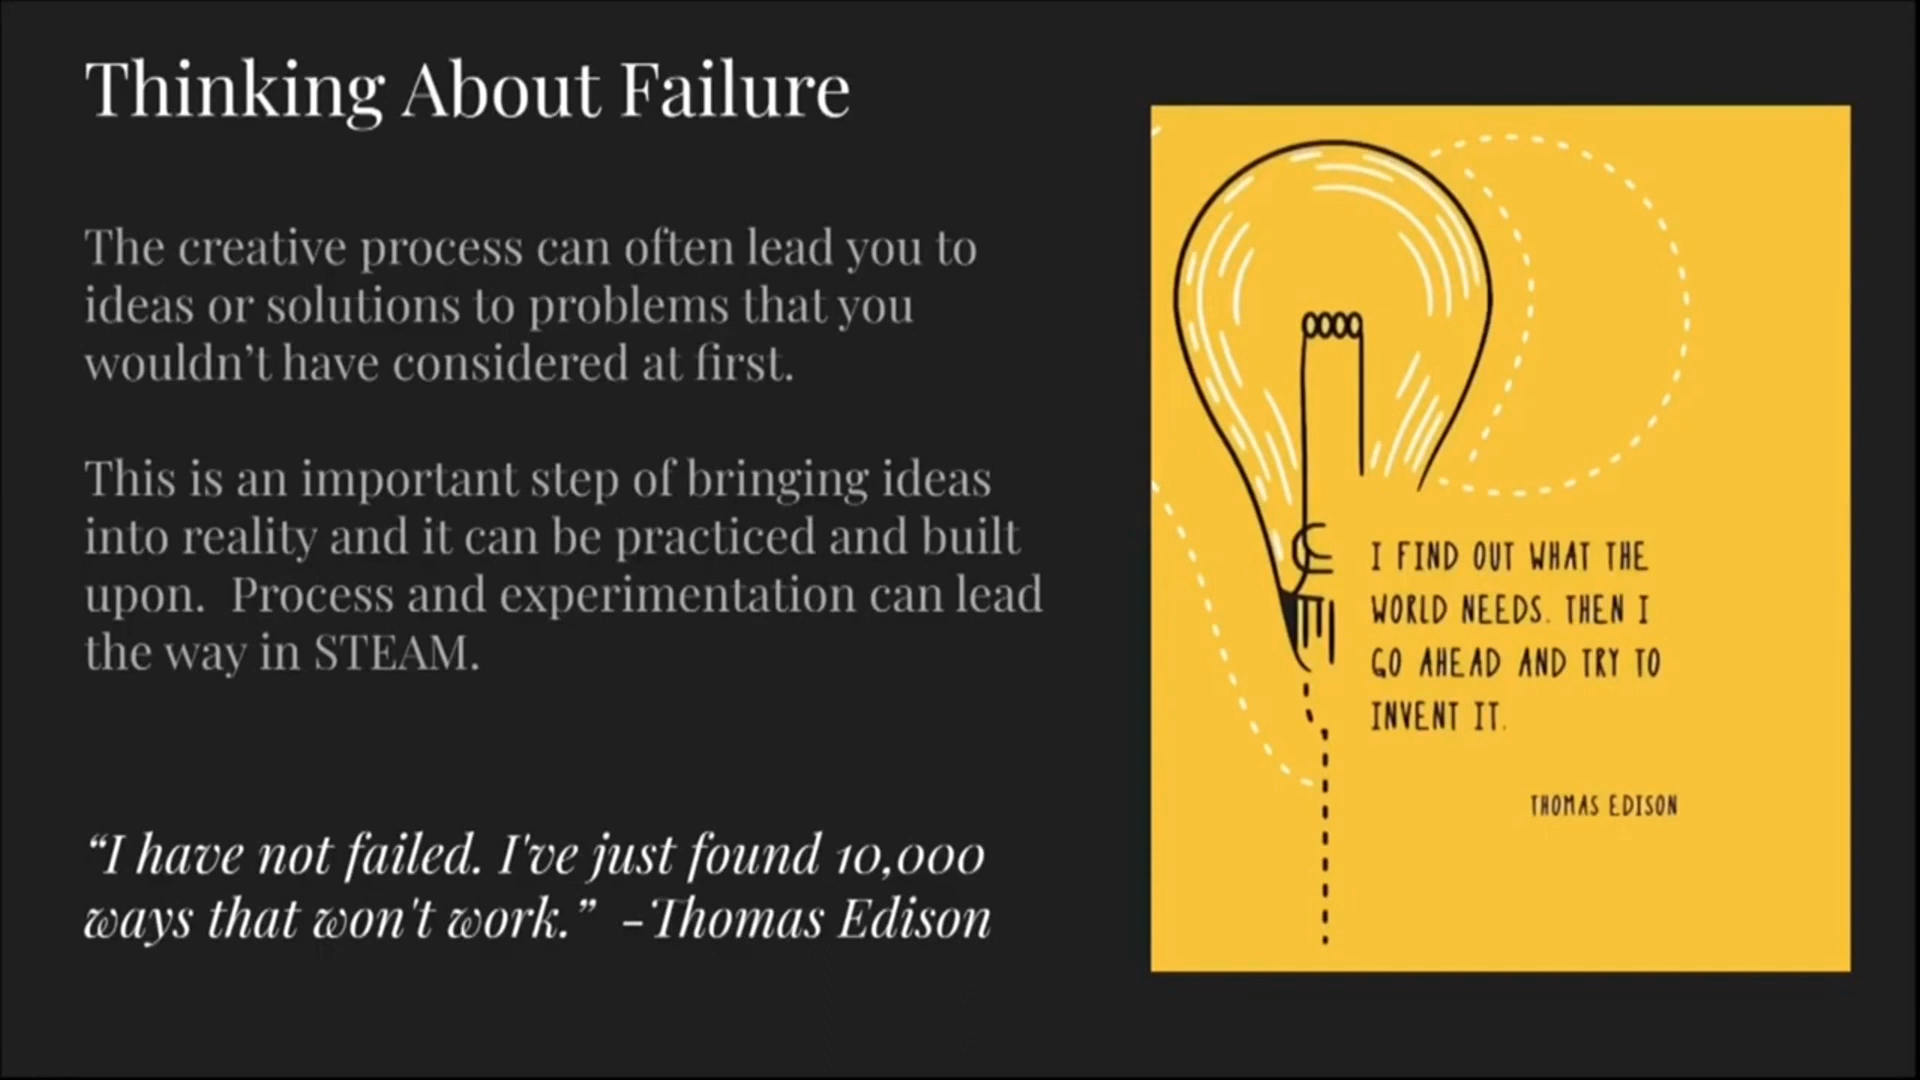 Thinking About Failure
The creative process can often lead you to
ideas or solutions to problems that you
wouldn’t have considered at first.
This is an important step of bringing ideas
into reality and it can be practiced and built
upon.  Process and experimentation can lead
the way in STEAM.
“I have not failed. I've just found 10,000
ways that won't work.”  -Thomas Edison
I FIND OUT WHAT THE
WORLD NEEDS. THEN I
GO AHEAD AND TRY TO
INVENT IT.
THOMAS EDISON